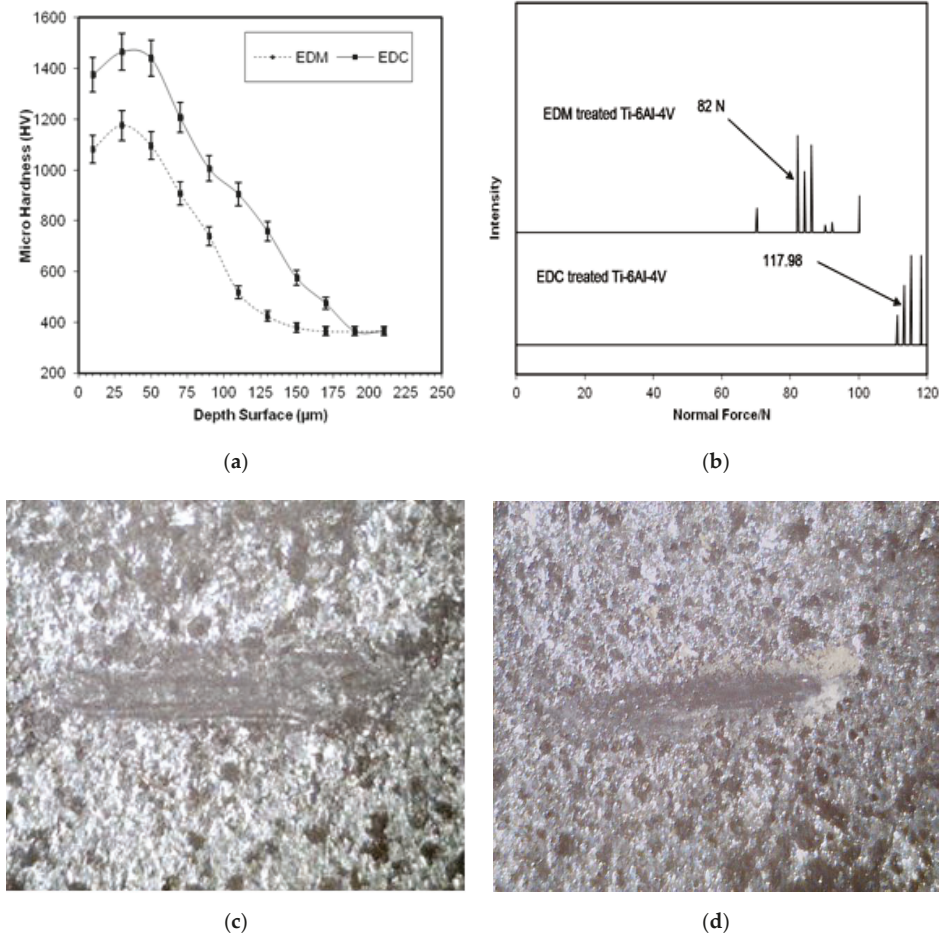 1600
1400
1200
1000
800
600
400
200
Micro Hardness (HV)
EDM
EDC
0 25 50 75 100 125 150 175 200 225 250
Depth Surface (µm)
(a)
Intensity
EDM treated Ti-6Al-4V
82 N
EDC treated Ti-6Al-4V
117,98
0 20 40 60 80 100 120
Normal Force/N
(b)
(c)
(d)